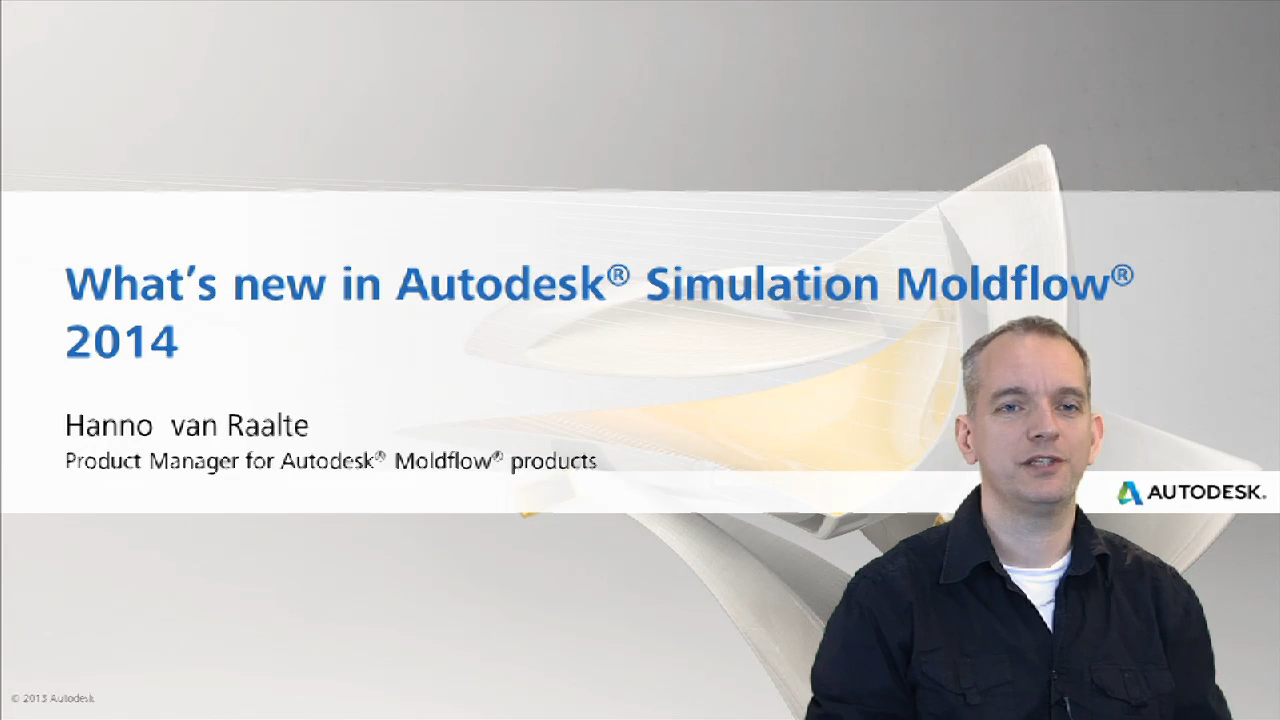 What's new in Autodesk® Simulation Moldflow®
2014
Hanno van Raalte
Product Manager for Autodesk® Moldflow® products
AUTODESK.
© 2013 Autodesk